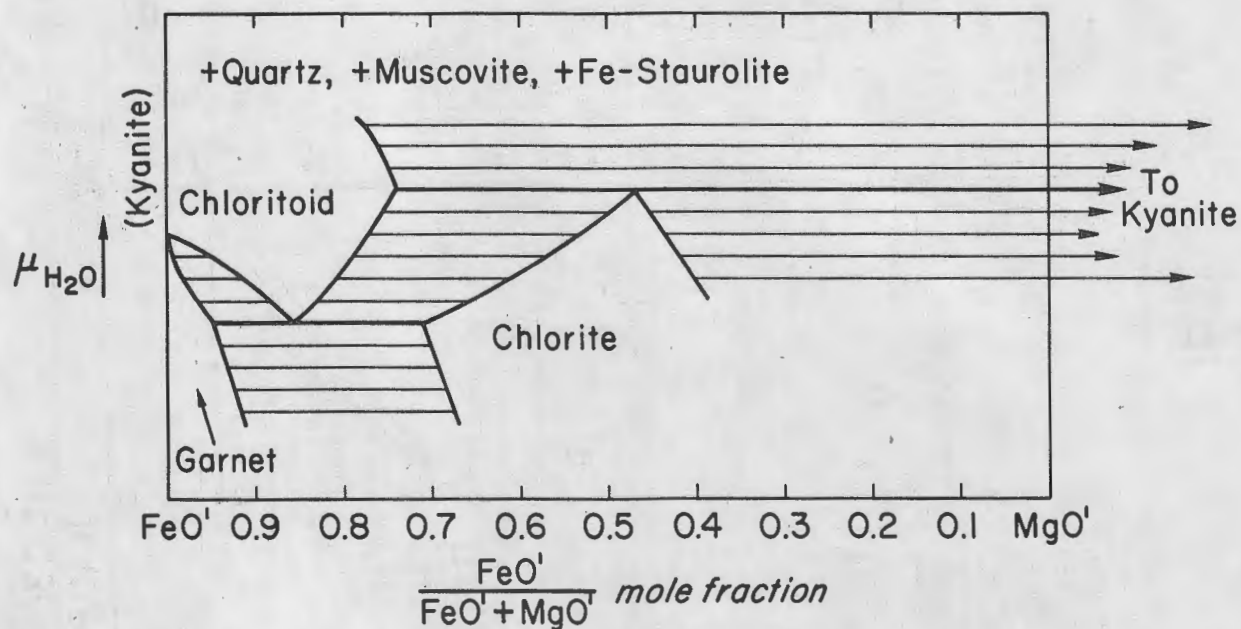 +Quartz, +Muscovite, +Fe-Staurolite
(Kyanite)
Chloritoid
To
Kyanite
μH₂O
Chlorite
Garnet
FeO' 0.9 0.8 0.7 0.6 0.5 0.4 0.3 0.2 0.1 MgO'
FeO'
FeO' + MgO' mole fraction